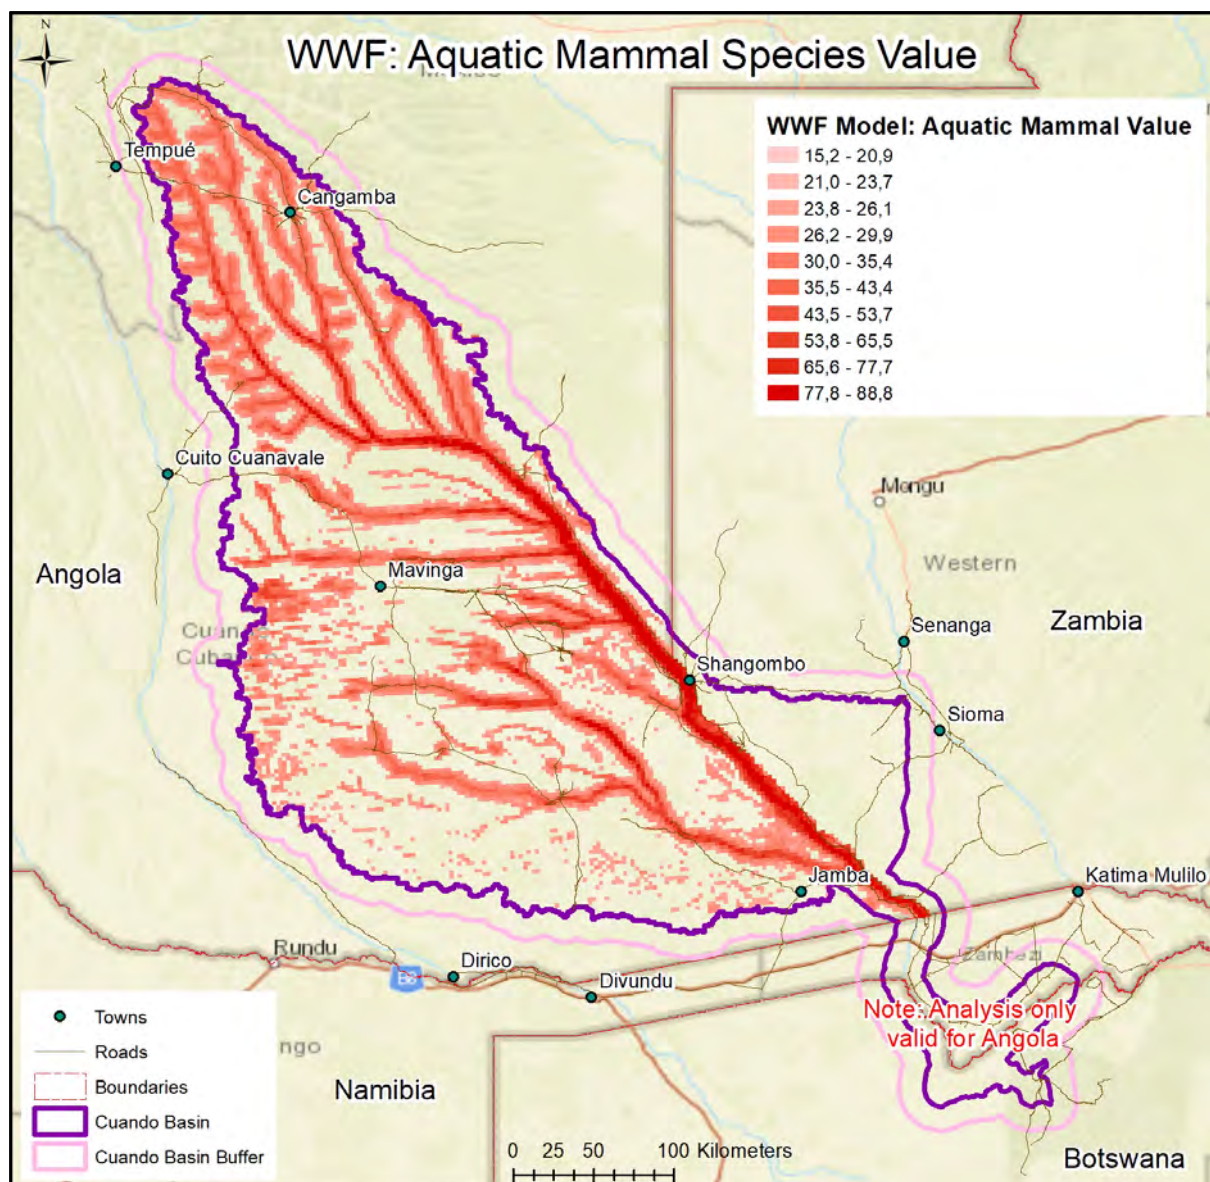 N
WWF: Aquatic Mammal Species Value
WWF Model: Aquatic Mammal Value
15,2 - 20,9
21,0 - 23,7
23,8 - 26,1
26,2 - 29,9
30,0 - 35,4
35,5 - 43,4
43,5 - 53,7
53,8 - 65,5
65,6 - 77,7
77,8 - 88,8
Tempué
Cangamba
Cuito Cuanavale
Mongu
Western
Angola
Mavinga
Zambia
Senanga
Shangombo
Sioma
Jamba
Katima Mulilo
Rundu
Zambezi
Dirico
B8
Divundu
Note: Analysis only
valid for Angola
Namibia
Botswana
Towns
Roads
Boundaries
Cuando Basin
Cuando Basin Buffer
0 25 50 100 Kilometers